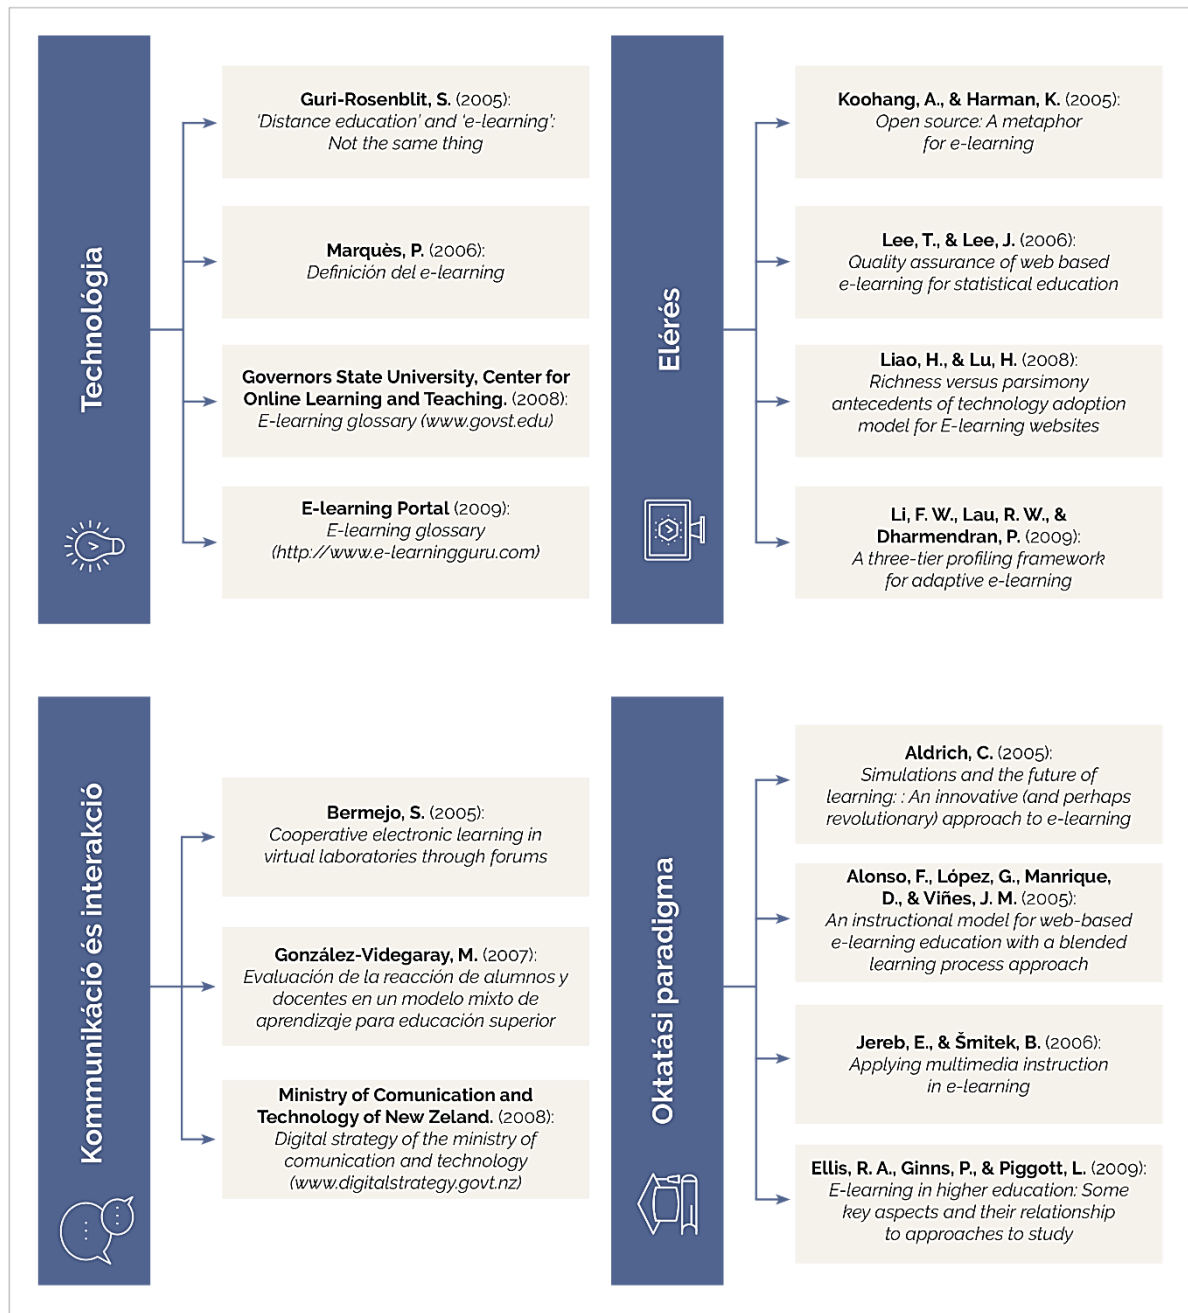 Technológia
Guri-Rosenblit, S. (2005):
‘Distance education’ and ‘e-learning’:
Not the same thing
Marquès, P. (2006):
Definición del e-learning
Governors State University, Center for
Online Learning and Teaching. (2008):
E-learning glossary (www.govst.edu)
E-learning Portal (2009):
E-learning glossary
(http://www.e-learningguru.com)
Elérés
Koohang, A., & Harman, K. (2005):
Open source: A metaphor
for e-learning
Lee, T., & Lee, J. (2006):
Quality assurance of web based
e-learning for statistical education
Liao, H., & Lu, H. (2008):
Richness versus parsimony
antecedents of technology adoption
model for E-learning websites
Li, F. W., Lau, R. W., &
Dharmendran, P. (2009):
A three-tier profiling framework
for adaptive e-learning
Kommunikáció és interakció
Bermejo, S. (2005):
Cooperative electronic learning in
virtual laboratories through forums
González-Videgaray, M. (2007):
Evaluación de la reacción de alumnos y
docentes en un modelo mixto de
aprendizaje para educación superior
Ministry of Comunication and
Technology of New Zeland. (2008):
Digital strategy of the ministry of
comunication and technology
(www.digitalstrategy.govt.nz)
Oktatási paradigma
Aldrich, C. (2005):
Simulations and the future of
learning: : An innovative (and perhaps
revolutionary) approach to e-learning
Alonso, F., López, G., Manrique,
D., & Viñes, J. M. (2005):
An instructional model for web-based
e-learning education with a blended
learning process approach
Jereb, E., & Šmitek, B. (2006):
Applying multimedia instruction
in e-learning
Ellis, R. A., Ginns, P., & Piggott, L. (2009):
E-learning in higher education: Some
key aspects and their relationship
to approaches to study